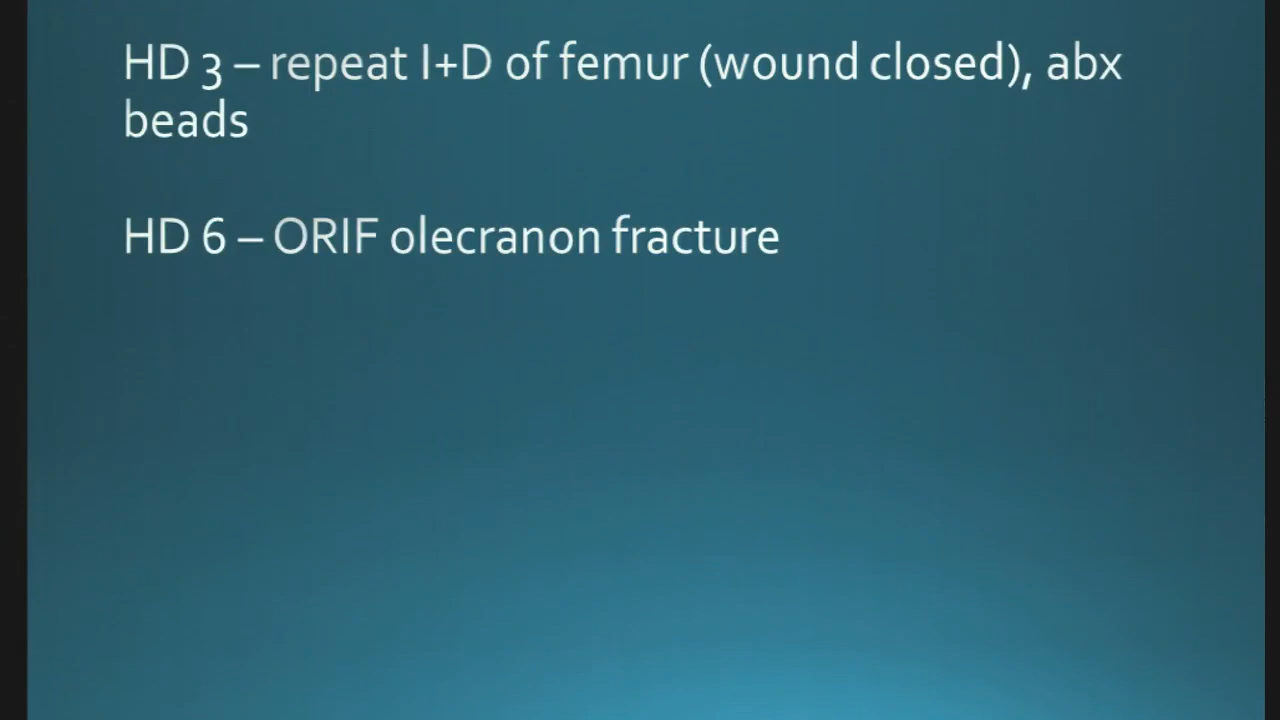 HD 3 – repeat I+D of femur (wound closed), abx
beads
HD 6 – ORIF olecranon fracture